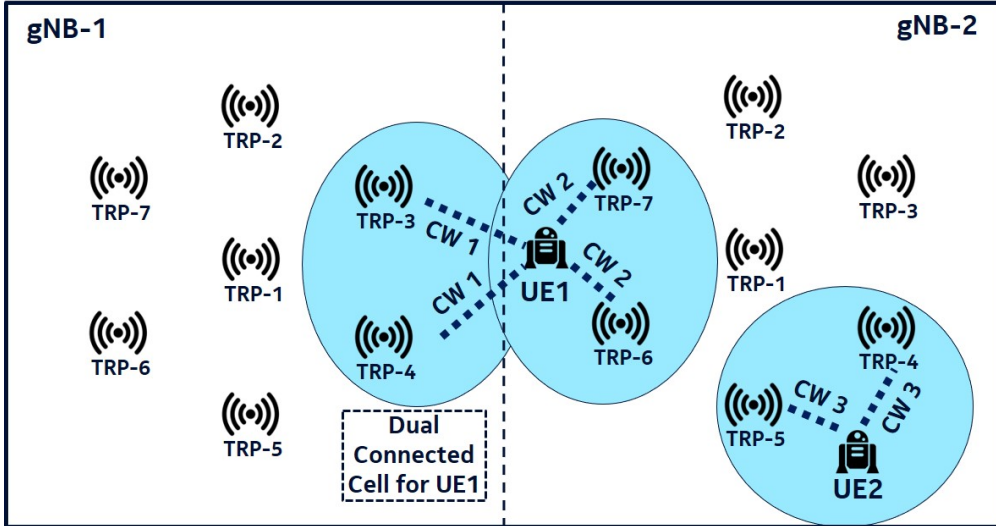 gNB-1
gNB-2
TRP-2
TRP-7
TRP-3
TRP-1
TRP-6
TRP-4
TRP-5
CW 1
CW 1
Dual
Connected
Cell for UE1
CW 2
CW 2
UE1
TRP-7
TRP-6
TRP-2
TRP-3
TRP-1
TRP-4
TRP-5
CW 3
CW 3
UE2